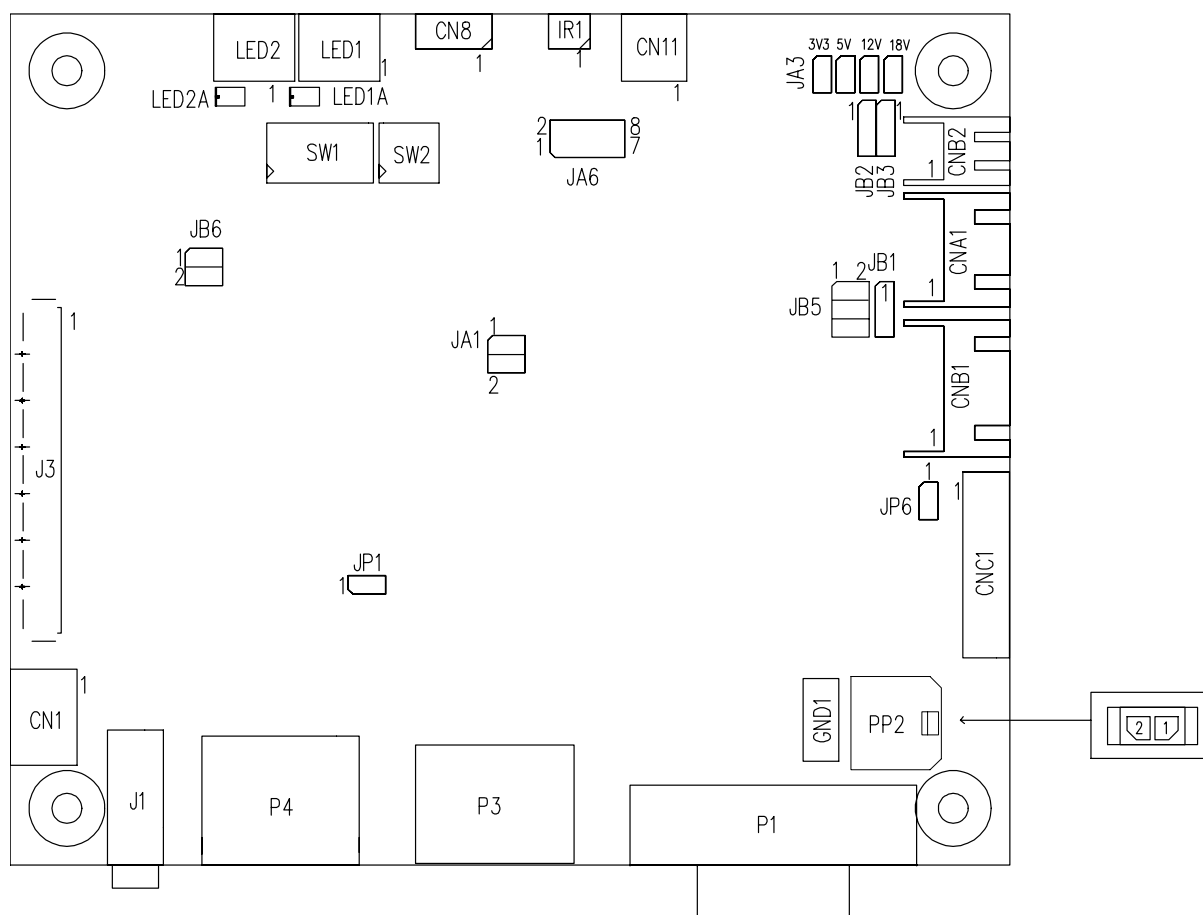 LED2 LED1 CN8 IR1 CN11
1 1 1 1
3V3 5V 12V 18V
JA3
LED2A 1 LED1A
SW1 SW2
2 8
1 7
JA6
1 1
JB2 JB3
1 CNB2
JB6
1
2
1 CNA1
1 2 JB1
JB5 1
J3 1
1
JA1
2
CNB1
1
1
JP6
1
CNC1
JP1
1
CN1 1
GND1
PP2
2 1
J1 P4 P3 P1